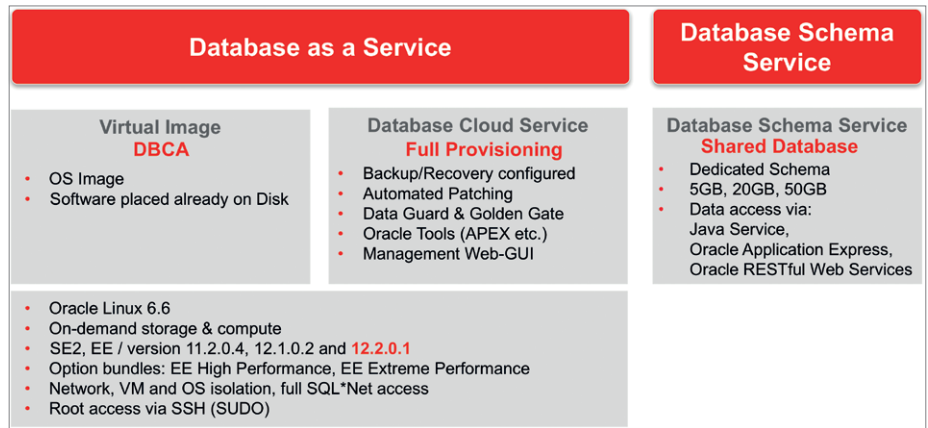 Database as a Service
Database Schema
Service
Virtual Image
DBCA
• OS Image
• Software placed already on Disk
Database Cloud Service
Full Provisioning
• Backup/Recovery configured
• Automated Patching
• Data Guard & Golden Gate
• Oracle Tools (APEX etc.)
• Management Web-GUI
Database Schema Service
Shared Database
• Dedicated Schema
• 5GB, 20GB, 50GB
• Data access via:
Java Service,
Oracle Application Express,
Oracle RESTful Web Services
• Oracle Linux 6.6
• On-demand storage & compute
• SE2, EE / version 11.2.0.4, 12.1.0.2 and 12.2.0.1
• Option bundles: EE High Performance, EE Extreme Performance
• Network, VM and OS isolation, full SQL*Net access
• Root access via SSH (SUDO)